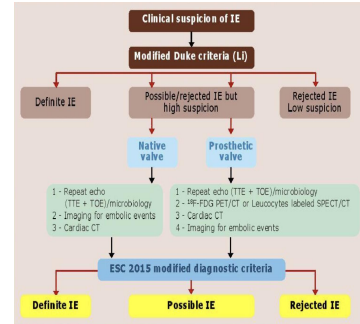 Clinical suspicion of IE
Modified Duke criteria (Li)
Definite IE
Possible/rejected IE but
high suspicion
Rejected IE
Low suspicion
Native
valve
Prosthetic
valve
1 - Repeat echo
(TTE + TOE)/microbiology
2 - Imaging for embolic events
3 - Cardiac CT
1 - Repeat echo (TTE + TOE)/microbiology
2 - ¹⁸F-FDG PET/CT or Leucocytes labeled SPECT/CT
3 - Cardiac CT
4 - Imaging for embolic events
ESC 2015 modified diagnostic criteria
Definite IE
Possible IE
Rejected IE